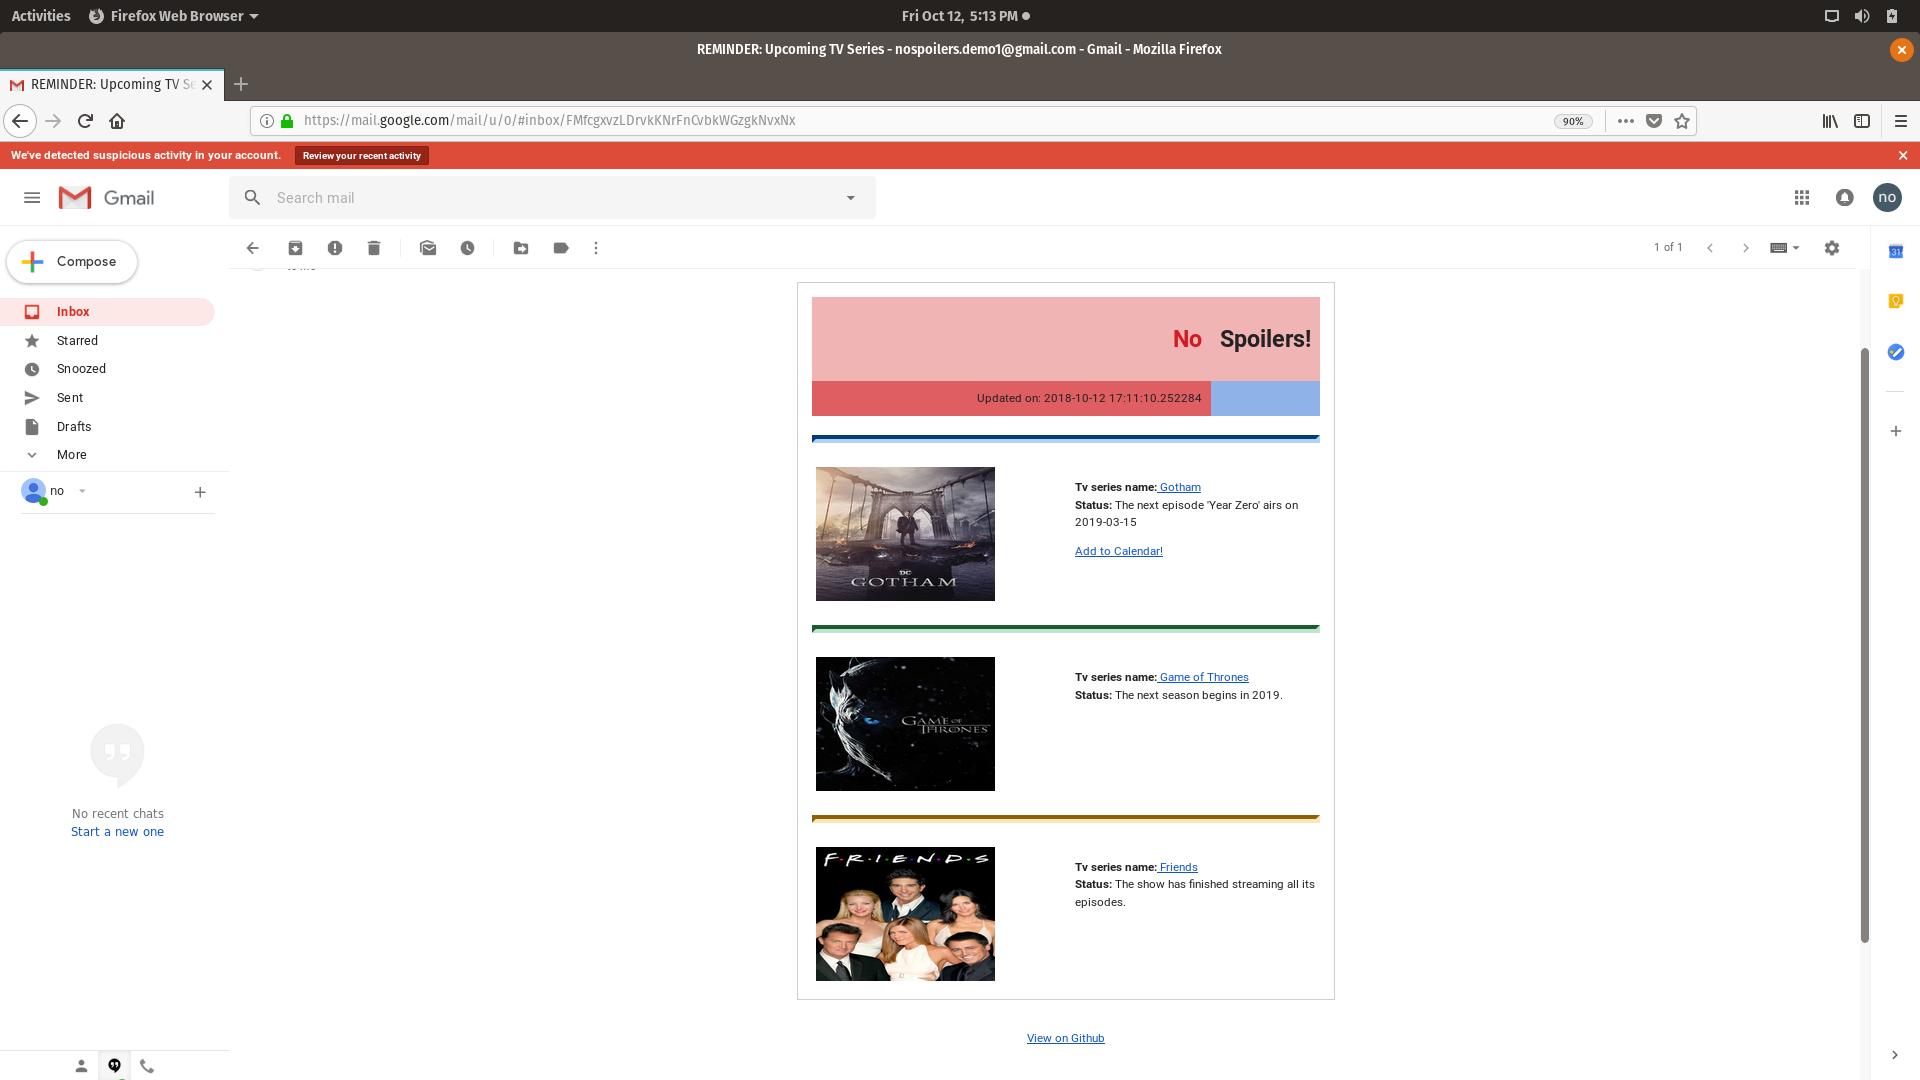 Activities
Firefox Web Browser
Fri Oct 12, 5:13 PM
REMINDER: Upcoming TV Series - nospoilers.demo1@gmail.com - Gmail - Mozilla Firefox
REMINDER: Upcoming TV Se
https://mail.google.com/mail/u/0/#inbox/FMfcgxvzLDrvkKNrFnCvbkWGzgkNvxNx
90%
We've detected suspicious activity in your account.
Review your recent activity
Gmail
Search mail
no
1 of 1
Compose
31
Inbox
Starred
Snoozed
Sent
Drafts
More
no
No recent chats
Start a new one
No Spoilers!
Updated on: 2018-10-12 17:11:10.252284
DC
GOTHAM
Tv series name: Gotham
Status: The next episode 'Year Zero' airs on
2019-03-15
Add to Calendar!
GAME OF
THRONES
Tv series name: Game of Thrones
Status: The next season begins in 2019.
F·R·I·E·N·D·S
Tv series name: Friends
Status: The show has finished streaming all its
episodes.
View on Github